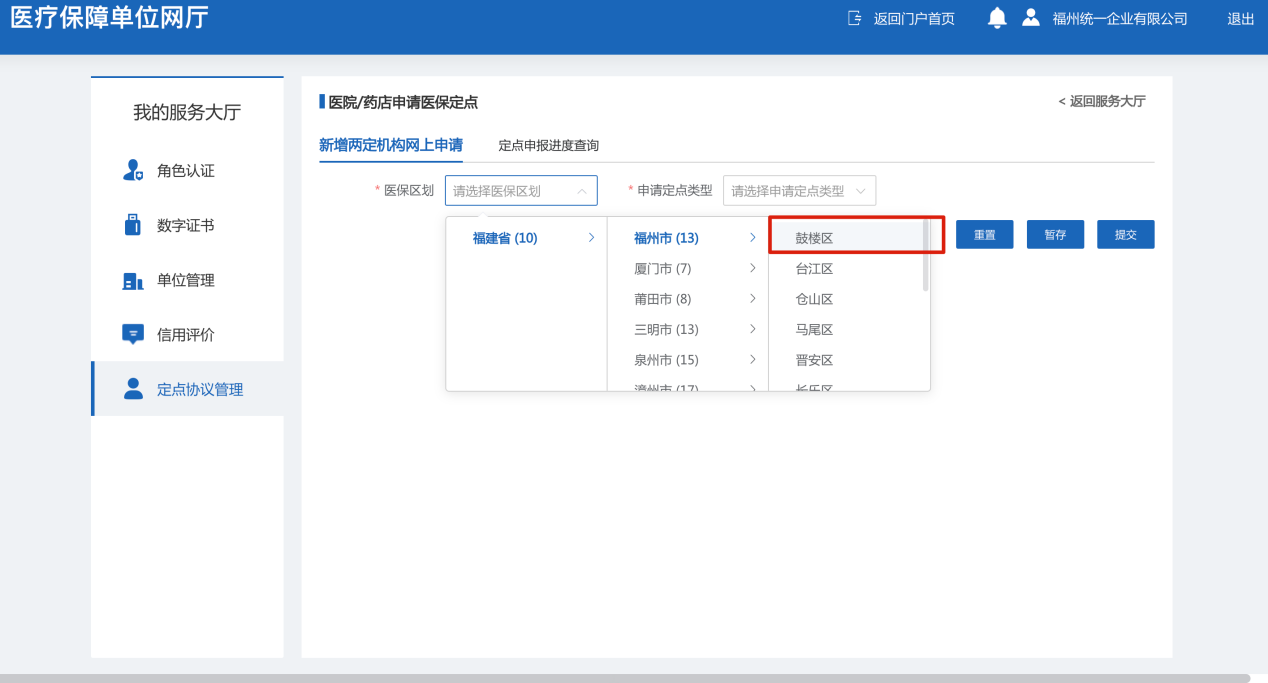 医疗保障单位网厅
返回门户首页
福州统一企业有限公司
退出
我的服务大厅
角色认证
数字证书
单位管理
信用评价
定点协议管理
医院/药店申请医保定点
< 返回服务大厅
新增两定机构网上申请
定点申报进度查询
* 医保区划
请选择医保区划
* 申请定点类型
请选择申请定点类型
重置
暂存
提交
福建省 (10)
福州市 (13)
厦门市 (7)
莆田市 (8)
三明市 (13)
泉州市 (15)
漳州市 (17)
鼓楼区
台江区
仓山区
马尾区
晋安区
长乐区